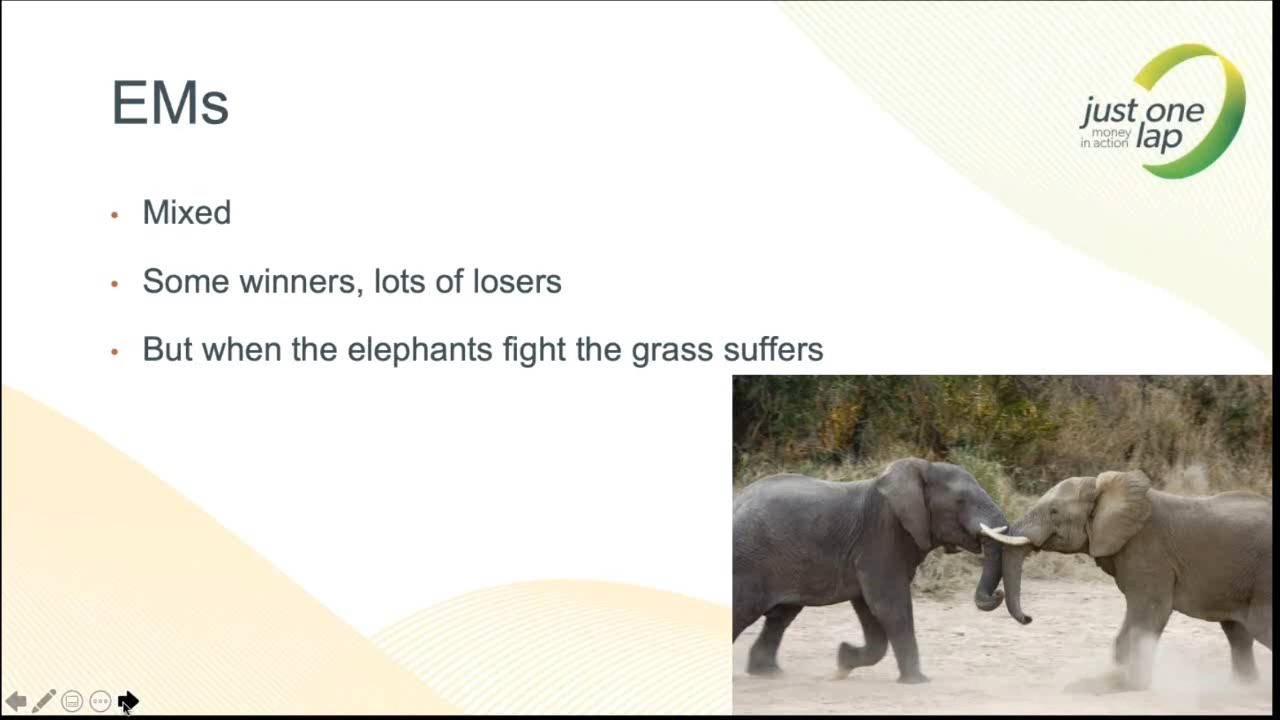 EMs
just one
money
in action lap
Mixed
Some winners, lots of losers
But when the elephants fight the grass suffers